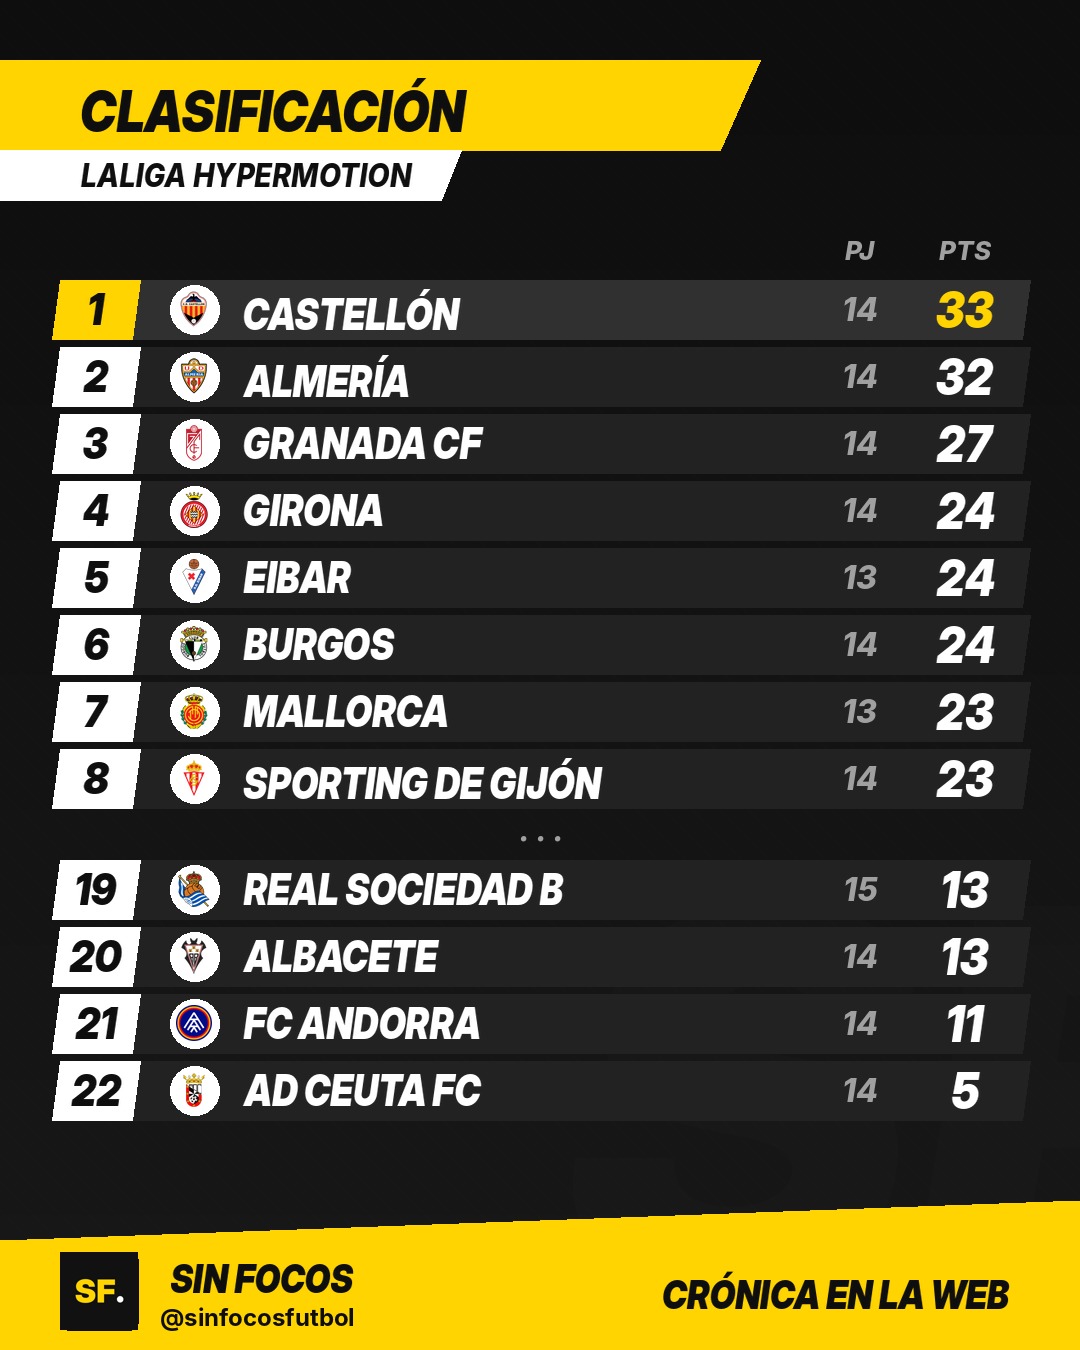 CLASIFICACIÓN
LALIGA HYPERMOTION
PJ PTS
1 CASTELLÓN 14 33
2 ALMERÍA 14 32
3 GRANADA CF 14 27
4 GIRONA 14 24
5 EIBAR 13 24
6 BURGOS 14 24
7 MALLORCA 13 23
8 SPORTING DE GIJÓN 14 23
...
19 REAL SOCIEDAD B 15 13
20 ALBACETE 14 13
21 FC ANDORRA 14 11
22 AD CEUTA FC 14 5
SF. SIN FOCOS
@sinfocosfutbol
CRÓNICA EN LA WEB